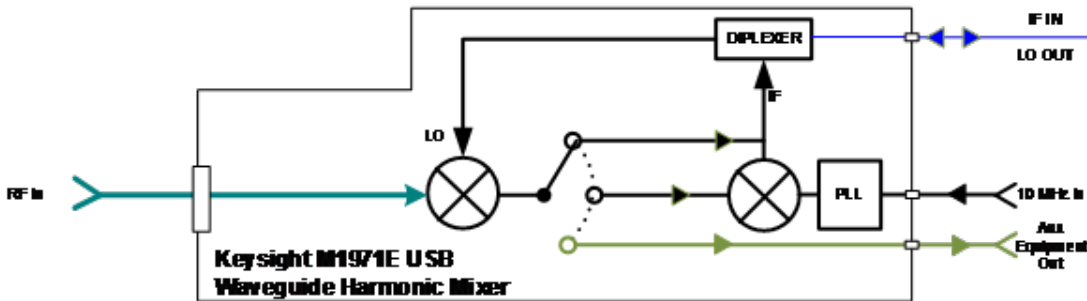 IF IN
DIPLEXER
LO OUT
IF
LO
RF In
PLL
10 MHz In
Aux
Equipment
Out
Keysight M1971E USB
Waveguide Harmonic Mixer